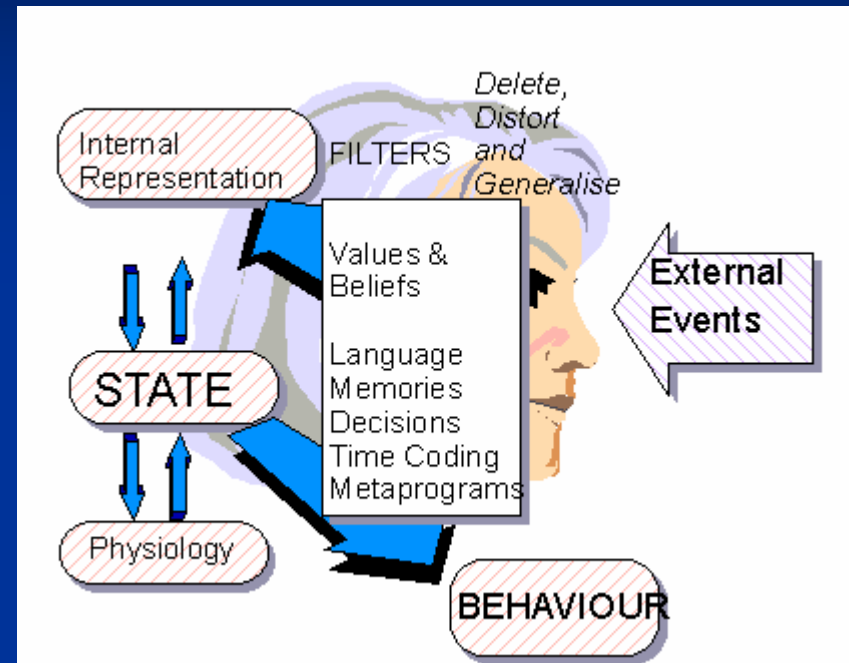 Delete,
Distort
and
Generalise
FILTERS
Internal
Representation
Values &
Beliefs
Language
Memories
Decisions
Time Coding
Metaprograms
External
Events
STATE
Physiology
BEHAVIOUR